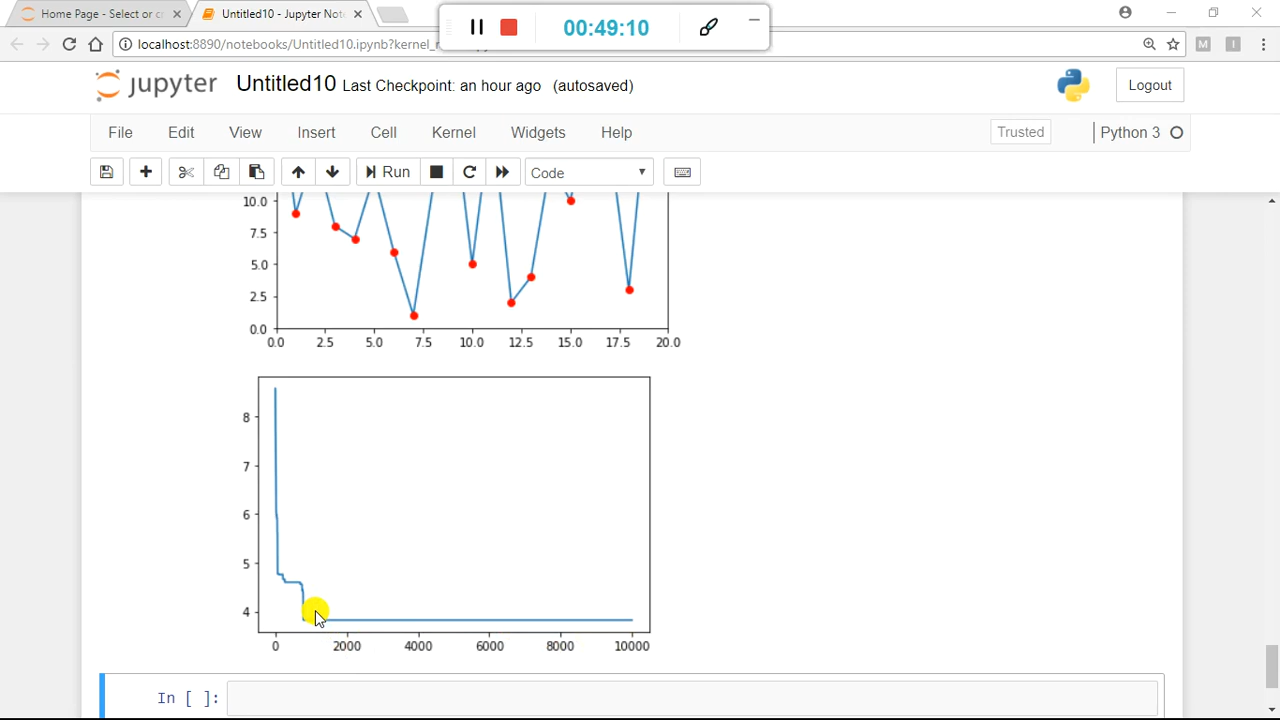 Home Page - Select or c
Untitled10 - Jupyter Not
00:49:10
localhost:8890/notebooks/Untitled10.ipynb?kernel_
M
I
jupyter
Untitled10 Last Checkpoint: an hour ago (autosaved)
Logout
File Edit View Insert Cell Kernel Widgets Help
Trusted
Python 3
Run
Code
10.0
7.5
5.0
2.5
0.0
0.0 2.5 5.0 7.5 10.0 12.5 15.0 17.5 20.0
8
7
6
5
4
0 2000 4000 6000 8000 10000
In [ ]: